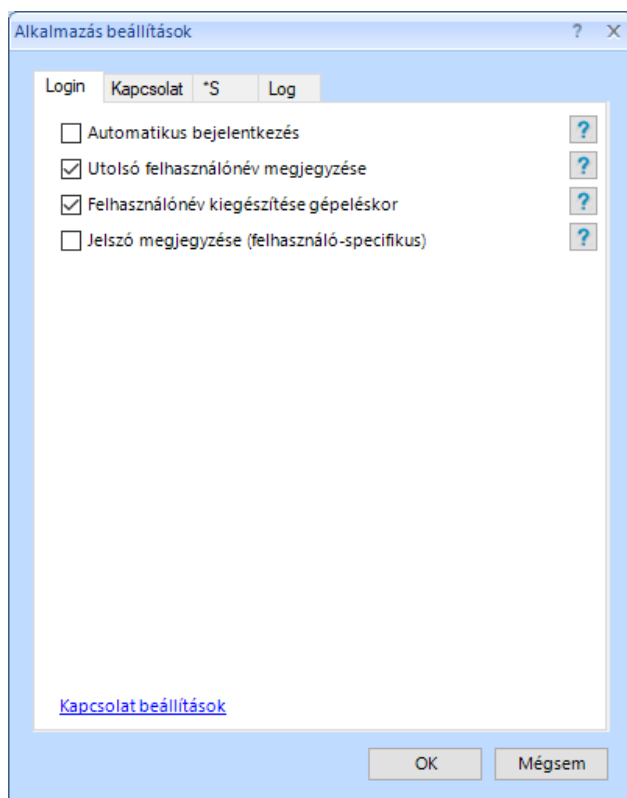 Alkalmazás beállítások ? X
Login Kapcsolat *S Log
Automatikus bejelentkezés ?
Utolsó felhasználónév megjegyzése ?
Felhasználónév kiegészítése gépeléskor ?
Jelszó megjegyzése (felhasználó-specifikus) ?
Kapcsolat beállítások
OK Mégsem